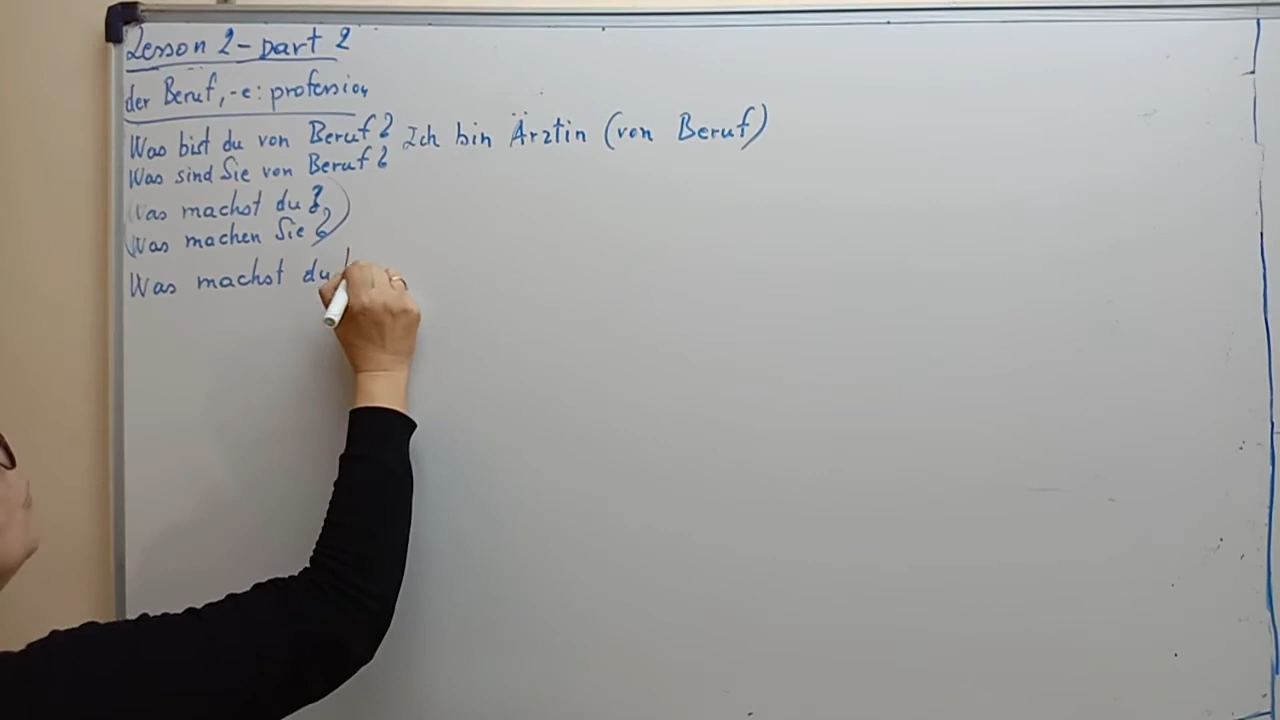 Lesson 2 - part 2
der Beruf, -e: profession
Was bist du von Beruf? Ich bin Ärztin (von Beruf)
Was sind Sie von Beruf?
(Was machst du?
Was machen Sie?)
Was machst du